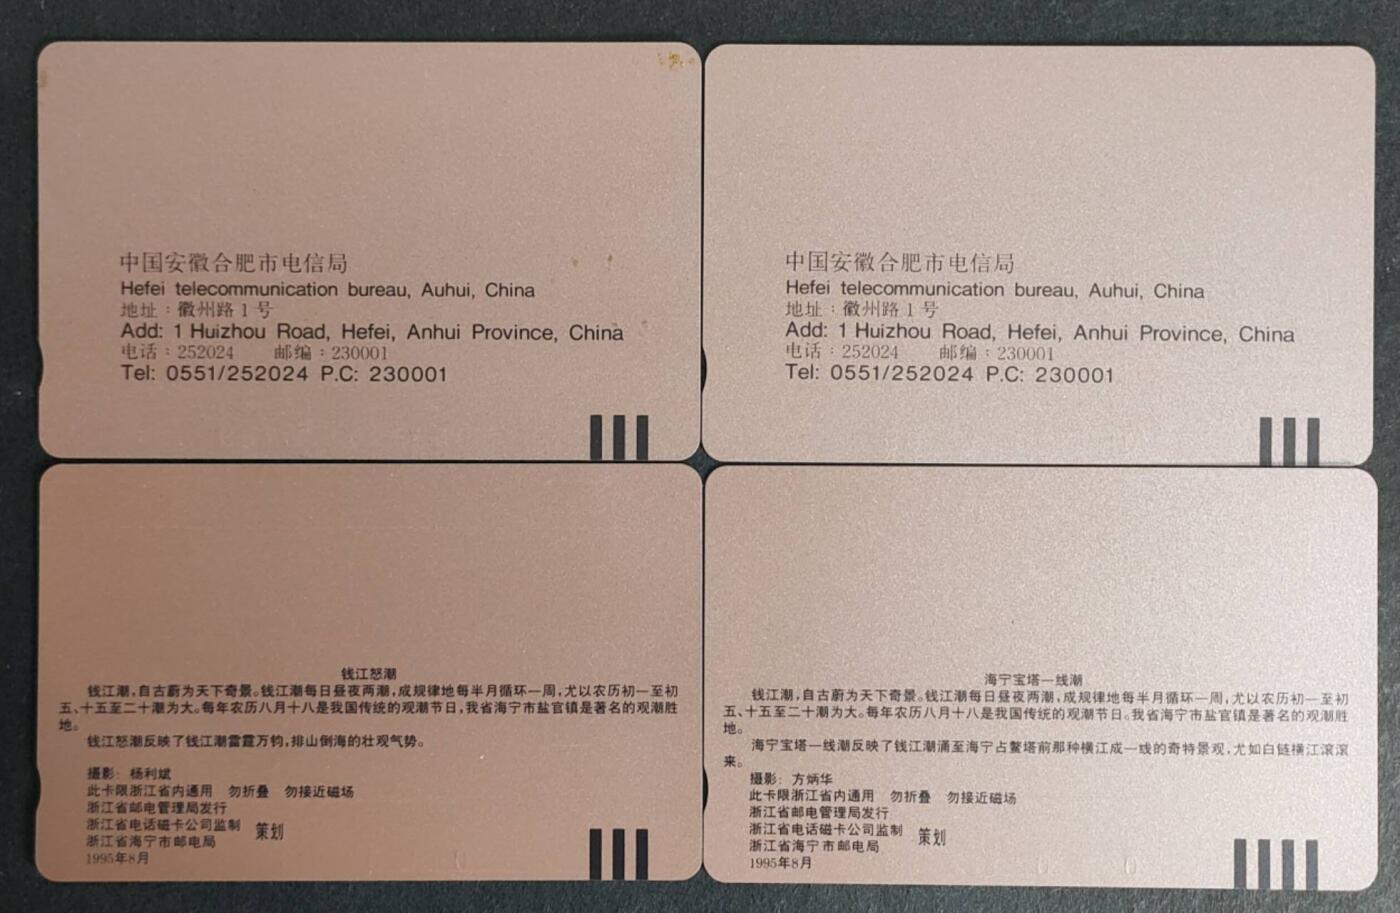 中国安徽合肥市电信局
Hefei telecommunication bureau, Auhui, China
地址：徽州路1号
Add: 1 Huizhou Road, Hefei, Anhui Province, China
电话：252024 邮编：230001
Tel: 0551/252024 P.C: 230001
中国安徽合肥市电信局
Hefei telecommunication bureau, Auhui, China
地址：徽州路1号
Add: 1 Huizhou Road, Hefei, Anhui Province, China
电话：252024 邮编：230001
Tel: 0551/252024 P.C: 230001
钱江怒潮
钱江潮,自古蔚为天下奇景。钱江潮每日昼夜两潮,成规律地每半月循环一周,尤以农历初一至初
五、十五至二十潮为大。每年农历八月十八是我国传统的观潮节日,我省海宁市盐官镇是著名的观潮胜
地。
钱江怒潮反映了钱江潮雷霆万钧,排山倒海的壮观气势。
摄影：杨利斌
此卡限浙江省内通用 勿折叠 勿接近磁场
浙江省邮电管理局发行
浙江省电话磁卡公司监制
浙江省海宁市邮电局 策划
1995年8月
海宁宝塔一线潮
钱江潮,自古蔚为天下奇景。钱江潮每日昼夜两潮,成规律地每半月循环一周,尤以农历初一至初
五、十五至二十潮为大。每年农历八月十八是我国传统的观潮节日。我省海宁市盐官镇是著名的观潮胜
地。
海宁宝塔一线潮反映了钱江潮涌至海宁占鳌塔前那种横江成一线的奇特景观,尤如白链横江滚滚
来。
摄影：方炳华
此卡限浙江省内通用 勿折叠 勿接近磁场
浙江省邮电管理局发行
浙江省电话磁卡公司监制
浙江省海宁市邮电局 策划
1995年8月